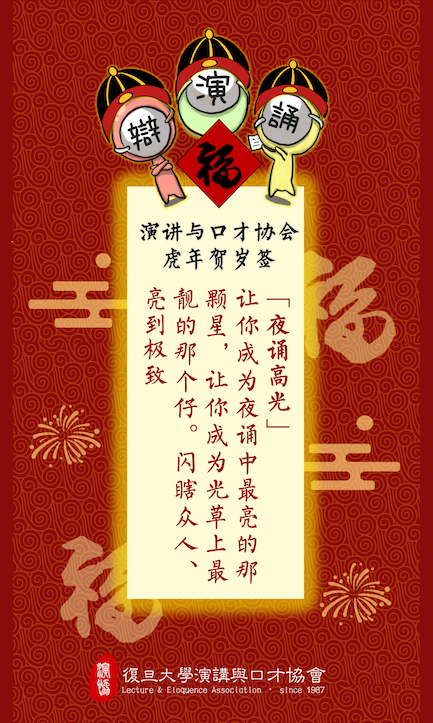 辯
演
誦
福
演讲与口才协会
虎年贺岁签
「夜诵高光」
让你成为夜诵中最亮的那
颗星，让你成为光草上最
靓的那个仔。闪瞎众人、
亮到极致
福
福
復旦大學演講與口才協會
Lecture & Eloquence Association · since 1987